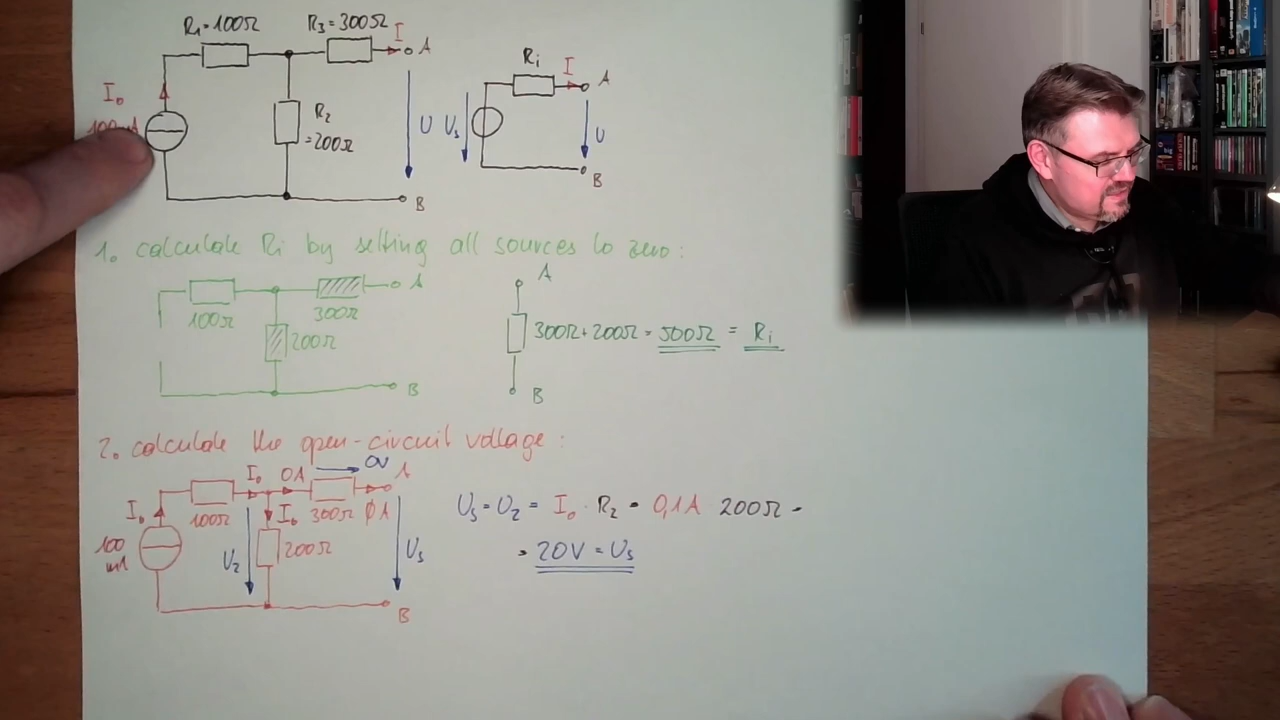 R₁=100Ω
R₃=300Ω
I
A
I₀
100mA
R₂
=200Ω
U
B
Ri
I
A
Us
U
B
1. calculate Ri by setting all sources to zero:
100Ω
300Ω
A
200Ω
B
A
300Ω+200Ω = 500Ω = Ri
B
2. calculate the open-circuit voltage:
I₀
0A
0V
A
I₀
100Ω
I₀
300Ω
∅A
100
mA
U₂
200Ω
Us
B
Us = U₂ = I₀ · R₂ = 0,1A 200Ω =
= 20V = Us